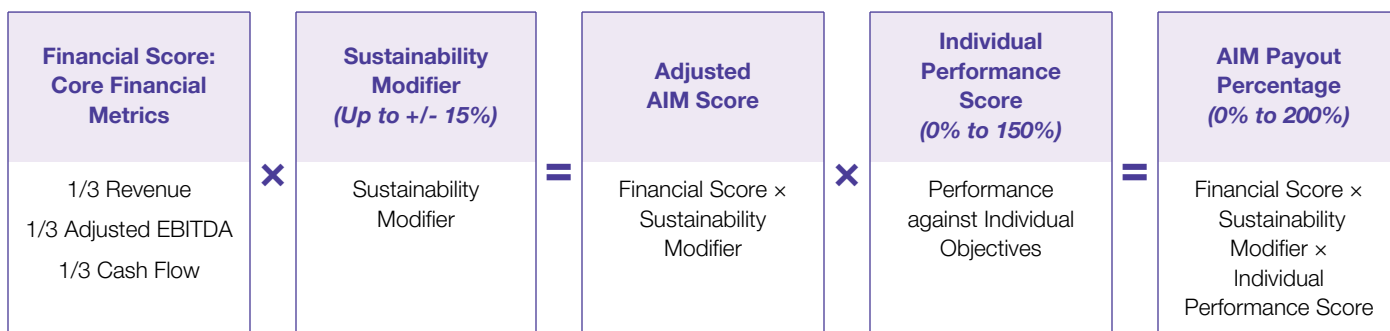 Financial Score:
Core Financial
Metrics
1/3 Revenue
1/3 Adjusted EBITDA
1/3 Cash Flow
×
Sustainability
Modifier
(Up to +/- 15%)
Sustainability
Modifier
=
Adjusted
AIM Score
Financial Score ×
Sustainability
Modifier
×
Individual
Performance
Score
(0% to 150%)
Performance
against Individual
Objectives
=
AIM Payout
Percentage
(0% to 200%)
Financial Score ×
Sustainability
Modifier ×
Individual
Performance Score